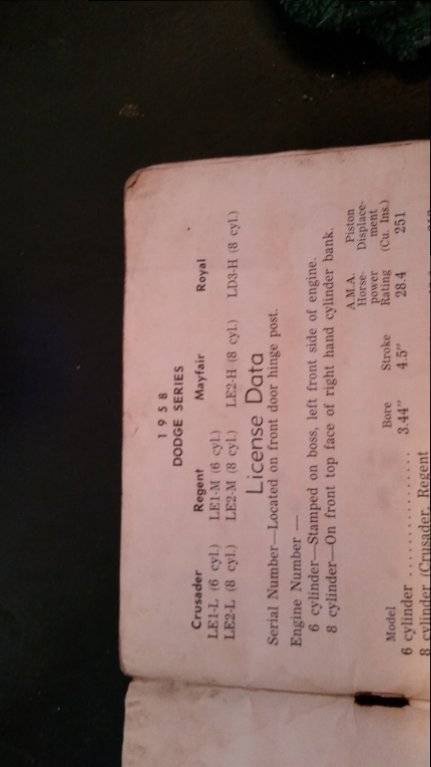 1958
DODGE SERIES
Crusader Regent Mayfair Royal
LE1-L (6 cyl.) LE1-M (6 cyl.)
LE2-L (8 cyl.) LE2-M (8 cyl.) LE2-H (8 cyl.) LD3-H (8 cyl.)
License Data
Serial Number—Located on front door hinge post.
Engine Number —
6 cylinder—Stamped on boss, left front side of engine.
8 cylinder—On front top face of right hand cylinder bank.
A.M.A. Piston
Horse- Displace-
power ment
Model Bore Stroke Rating (Cu. Ins.)
6 cylinder .................. 3.44″ 4.5″ 28.4 251
8 cylinder (Crusader, Regent